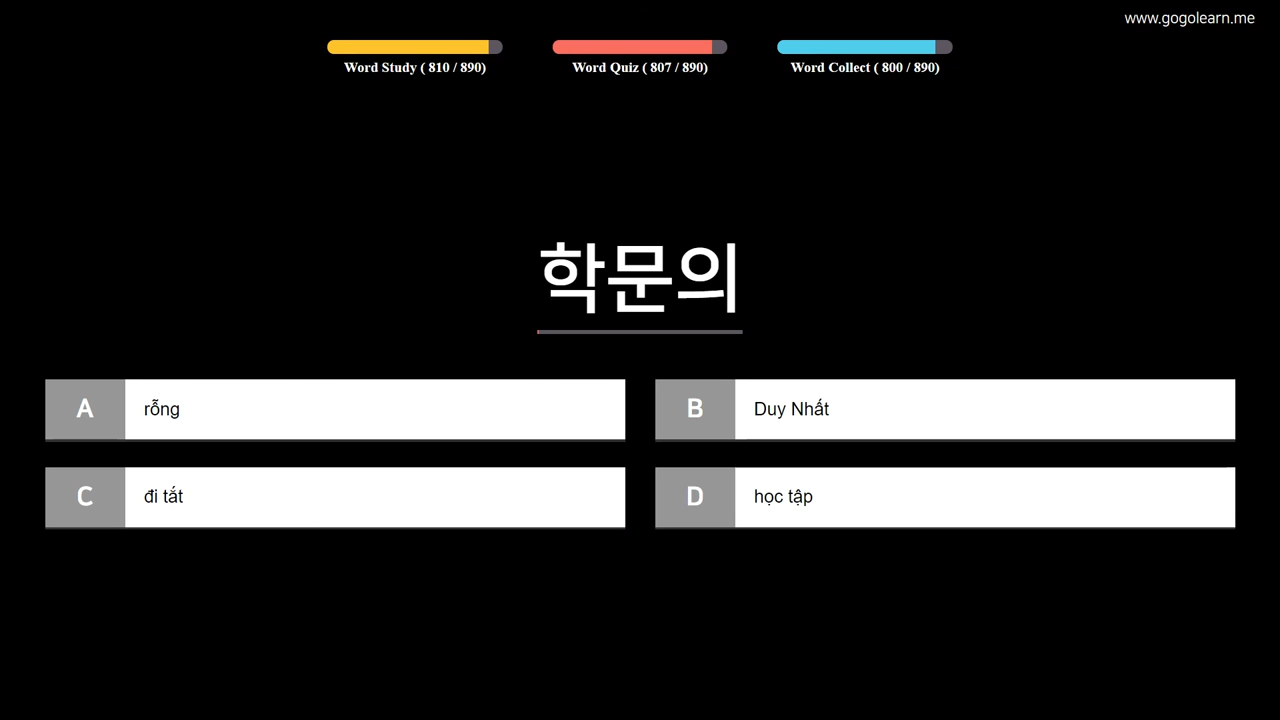 www.gogolearn.me
Word Study ( 810 / 890)
Word Quiz ( 807 / 890)
Word Collect ( 800 / 890)
학문의
A rỗng
B Duy Nhất
C đi tắt
D học tập